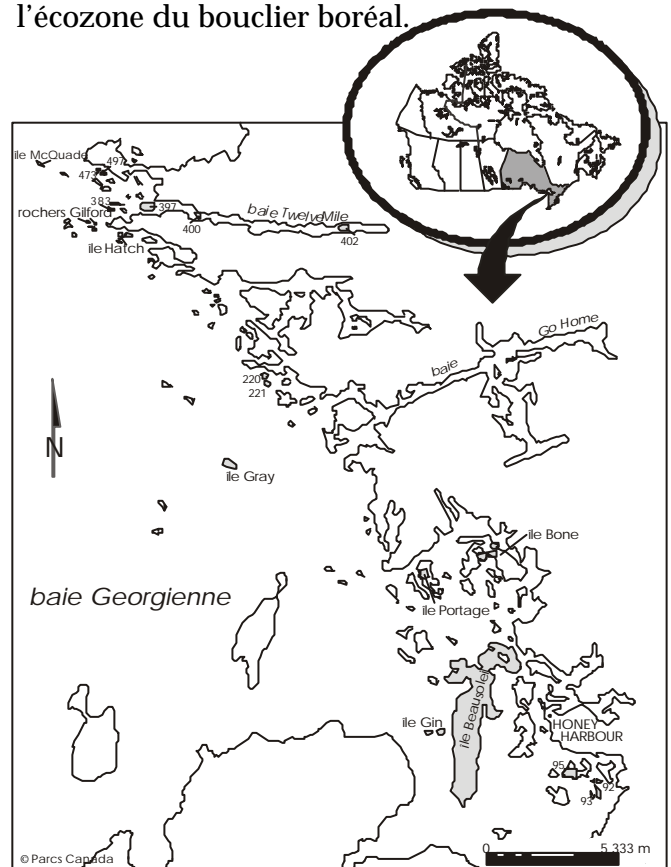 l’écozone du bouclier boréal.
île McQuade
497
473
383
397
rochers Gilford
400
baie Twelve Mile
402
île Hatch
baie Go Home
220
221
N
île Gray
île Bone
baie Georgienne
île Portage
île Beausoleil
île Gin
HONEY
HARBOUR
95
92
93
0 5,333 m
© Parcs Canada